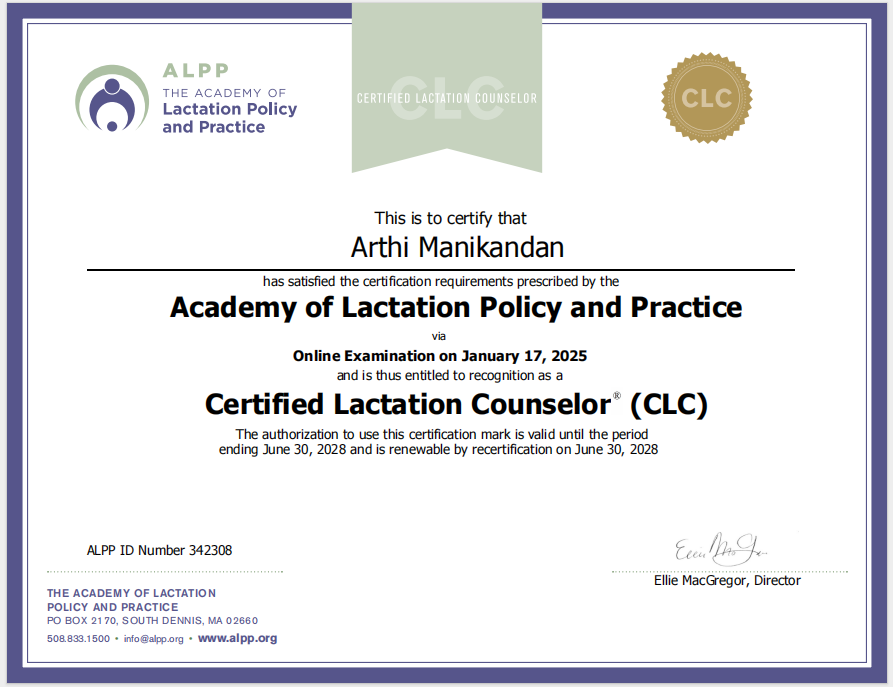 ALPP
THE ACADEMY OF
Lactation Policy
and Practice
CLC
CERTIFIED LACTATION COUNSELOR
CLC
This is to certify that
Arthi Manikandan
has satisfied the certification requirements prescribed by the
Academy of Lactation Policy and Practice
via
Online Examination on January 17, 2025
and is thus entitled to recognition as a
Certified Lactation Counselor® (CLC)
The authorization to use this certification mark is valid until the period
ending June 30, 2028 and is renewable by recertification on June 30, 2028
ALPP ID Number 342308
Ellie MacGregor, Director
THE ACADEMY OF LACTATION
POLICY AND PRACTICE
PO BOX 2170, SOUTH DENNIS, MA 02660
508.833.1500 • info@alpp.org • www.alpp.org